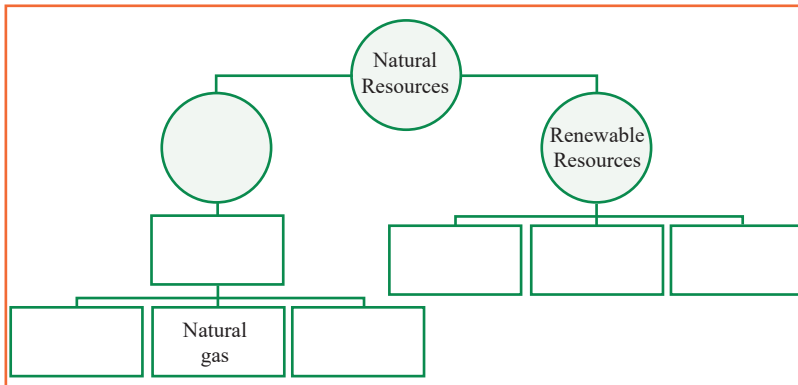 Natural
Resources
Renewable
Resources
Natural
gas